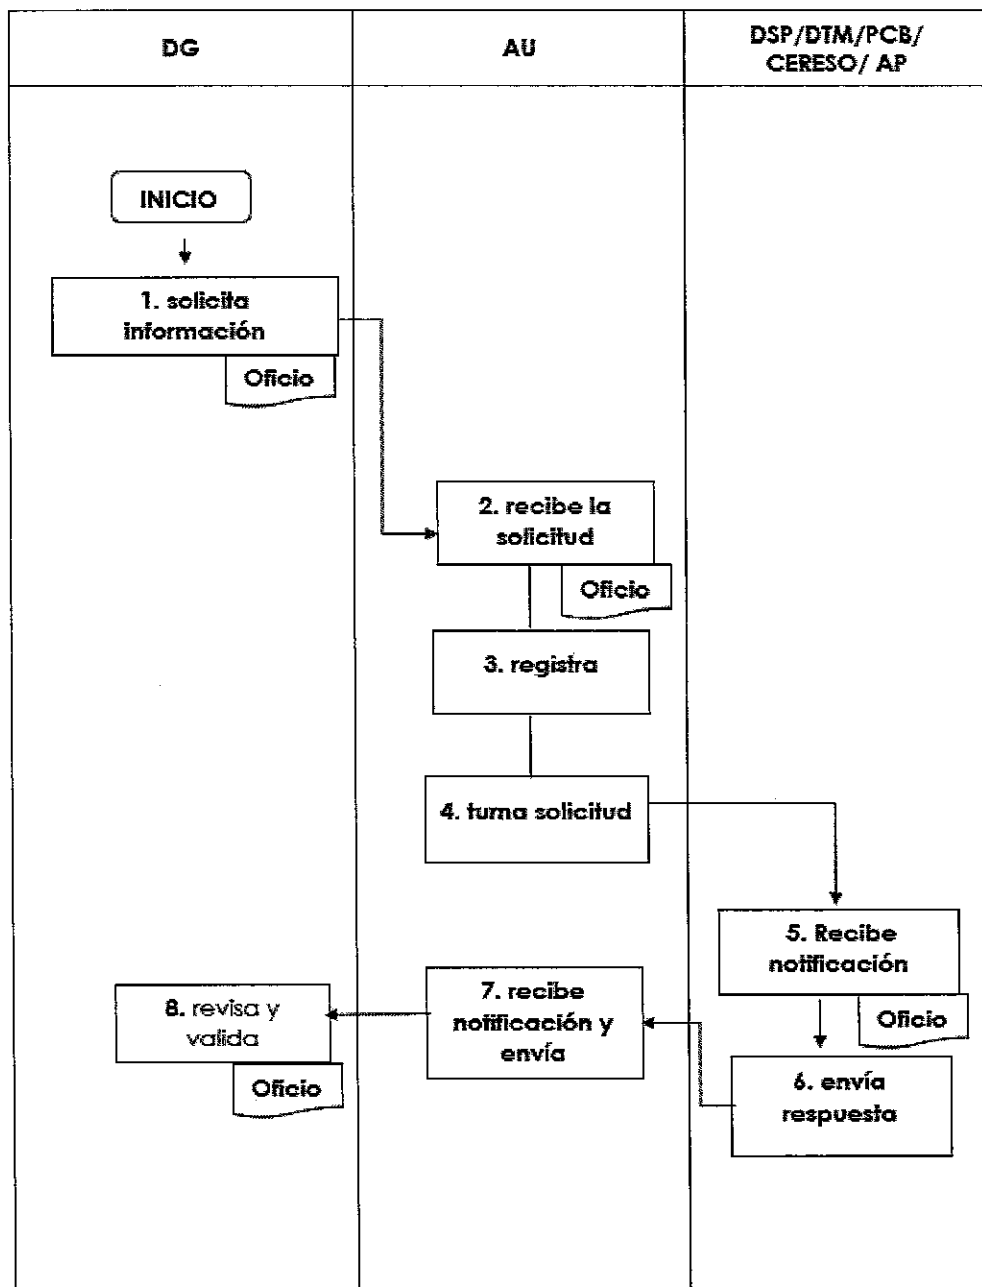 DG
AU
DSP/DTM/PCB/
CERESO/ AP
INICIO
1. solicita
información
Oficio
2. recibe la
solicitud
Oficio
3. registra
4. turna solicitud
5. Recibe
notificación
Oficio
6. envía
respuesta
7. recibe
notificación y
envía
8. revisa y
valida
Oficio